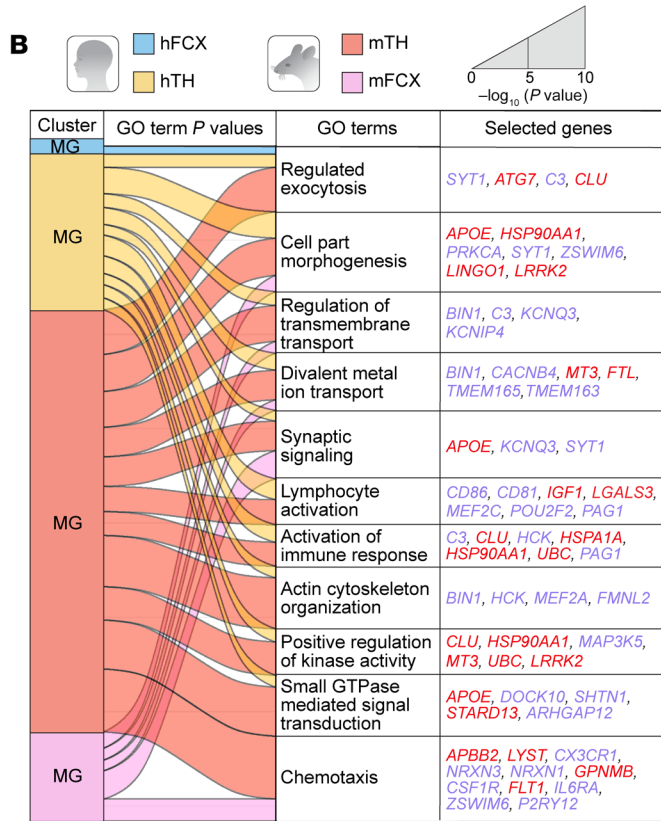 B
hFCX
hTH
mTH
mFCX
0 5 10
–log10 (P value)
Cluster
GO term P values
GO terms
Selected genes
MG
MG
MG
MG
Regulated
exocytosis
SYT1, ATG7, C3, CLU
Cell part
morphogenesis
APOE, HSP90AA1,
PRKCA, SYT1, ZSWIM6,
LINGO1, LRRK2
Regulation of
transmembrane
transport
BIN1, C3, KCNQ3,
KCNIP4
Divalent metal
ion transport
BIN1, CACNB4, MT3, FTL,
TMEM165,TMEM163
Synaptic
signaling
APOE, KCNQ3, SYT1
Lymphocyte
activation
CD86, CD81, IGF1, LGALS3,
MEF2C, POU2F2, PAG1
Activation of
immune response
C3, CLU, HCK, HSPA1A,
HSP90AA1, UBC, PAG1
Actin cytoskeleton
organization
BIN1, HCK, MEF2A, FMNL2
Positive regulation
of kinase activity
CLU, HSP90AA1, MAP3K5,
MT3, UBC, LRRK2
Small GTPase
mediated signal
transduction
APOE, DOCK10, SHTN1,
STARD13, ARHGAP12
Chemotaxis
APBB2, LYST, CX3CR1,
NRXN3, NRXN1, GPNMB,
CSF1R, FLT1, IL6RA,
ZSWIM6, P2RY12